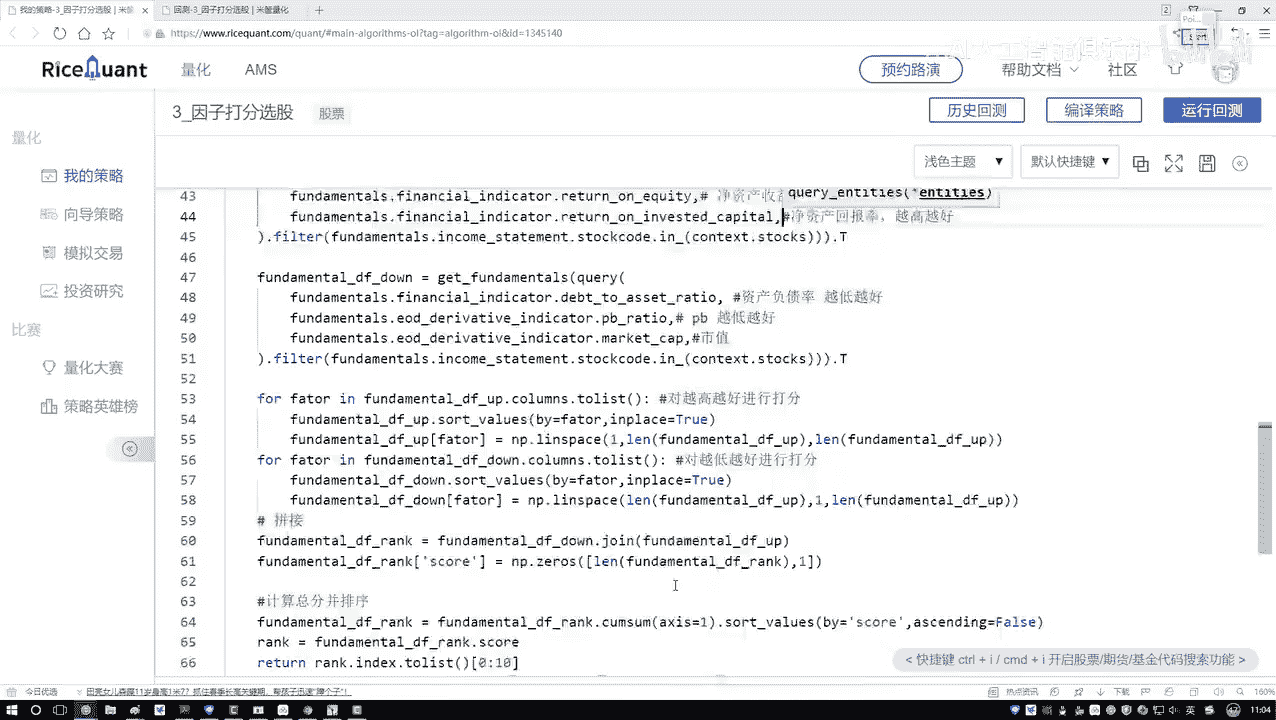 我的策略-3_因子打分选股 | 米筐
回测-3_因子打分选股 | 米筐量化
https://www.ricequant.com/quant/#main-algorithms-ol?tag=algorithm-ol&id=1345140
RiceQuant 量化 AMS 预约路演 帮助文档 社区
3_因子打分选股 股票 历史回测 编译策略 运行回测
浅色主题 默认快捷键
量化
我的策略
向导策略
模拟交易
投资研究
比赛
量化大赛
策略英雄榜
query_entities(*entities)
43 fundamentals.financial_indicator.return_on_equity,# 净资产收益
44 fundamentals.financial_indicator.return_on_invested_capital,#净资产回报率，越高越好
45 ).filter(fundamentals.income_statement.stockcode.in_(context.stocks))).T
46
47 fundamental_df_down = get_fundamentals(query(
48 fundamentals.financial_indicator.debt_to_asset_ratio, #资产负债率 越低越好
49 fundamentals.eod_derivative_indicator.pb_ratio,# pb 越低越好
50 fundamentals.eod_derivative_indicator.market_cap,#市值
51 ).filter(fundamentals.income_statement.stockcode.in_(context.stocks))).T
52
53 for fator in fundamental_df_up.columns.tolist(): #对越高越好进行打分
54 fundamental_df_up.sort_values(by=fator,inplace=True)
55 fundamental_df_up[fator] = np.linspace(1,len(fundamental_df_up),len(fundamental_df_up))
56 for fator in fundamental_df_down.columns.tolist(): #对越低越好进行打分
57 fundamental_df_down.sort_values(by=fator,inplace=True)
58 fundamental_df_down[fator] = np.linspace(len(fundamental_df_up),1,len(fundamental_df_up))
59 # 拼接
60 fundamental_df_rank = fundamental_df_down.join(fundamental_df_up)
61 fundamental_df_rank['score'] = np.zeros([len(fundamental_df_rank),1])
62
63 #计算总分并排序
64 fundamental_df_rank = fundamental_df_rank.cumsum(axis=1).sort_values(by='score',ascending=False)
65 rank = fundamental_df_rank.score
66 return rank.index.tolist()[0:10]
< 快捷键 ctrl + i / cmd + i 开启股票/期货/基金代码搜索功能 >
今日优选
热点资讯 下载 160%
英 11:04